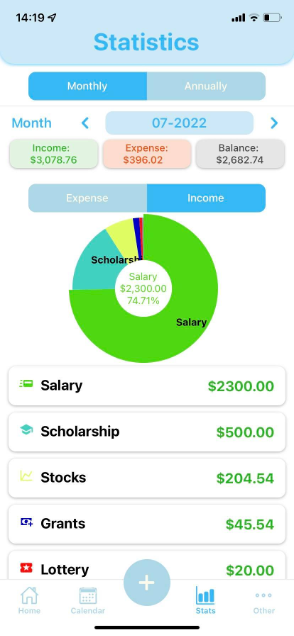 14:19
Statistics
Monthly Annually
Month 07-2022
Income: Expense: Balance:
$3,078.76 $396.02 $2,682.74
Expense Income
Scholarsh
Salary
$2,300.00
74.71%
Salary
Salary $2300.00
Scholarship $500.00
Stocks $204.54
Grants $45.54
Lottery $20.00
Home Calendar Stats Other